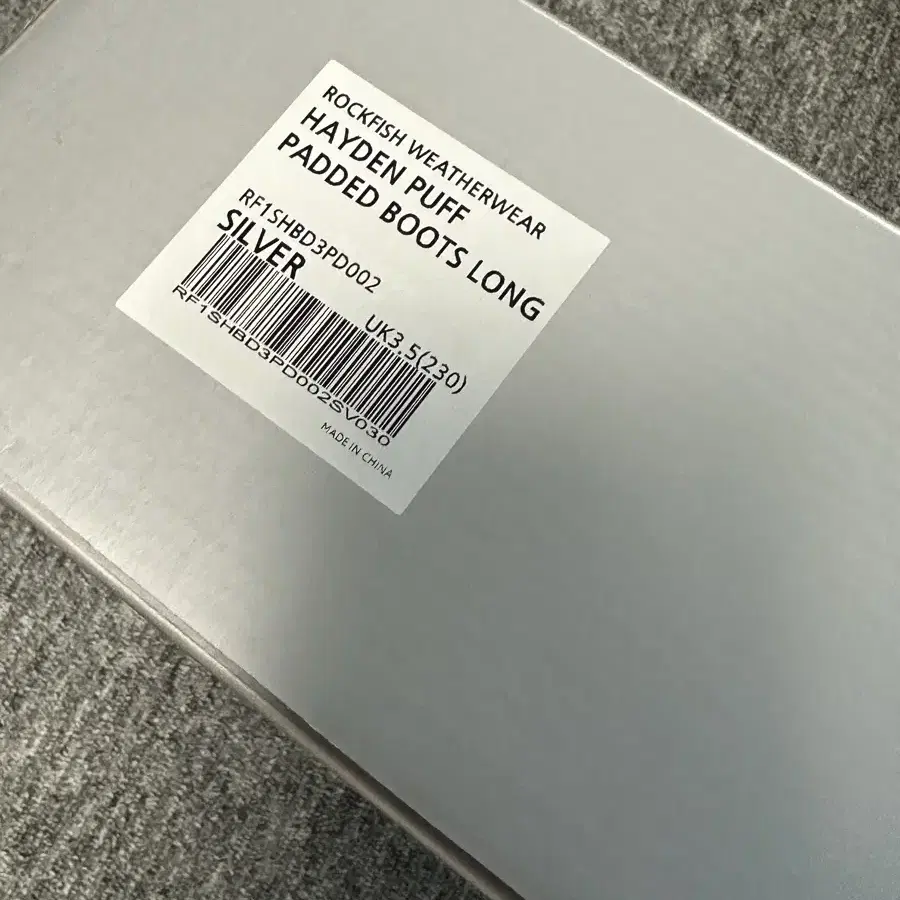 ROCKFISH WEATHERWEAR
HAYDEN PUFF
PADDED BOOTS LONG
RF1SHBD3PD002
SILVER
UK3.5(230)
RF1SHBD3PD002SV030
MADE IN CHINA